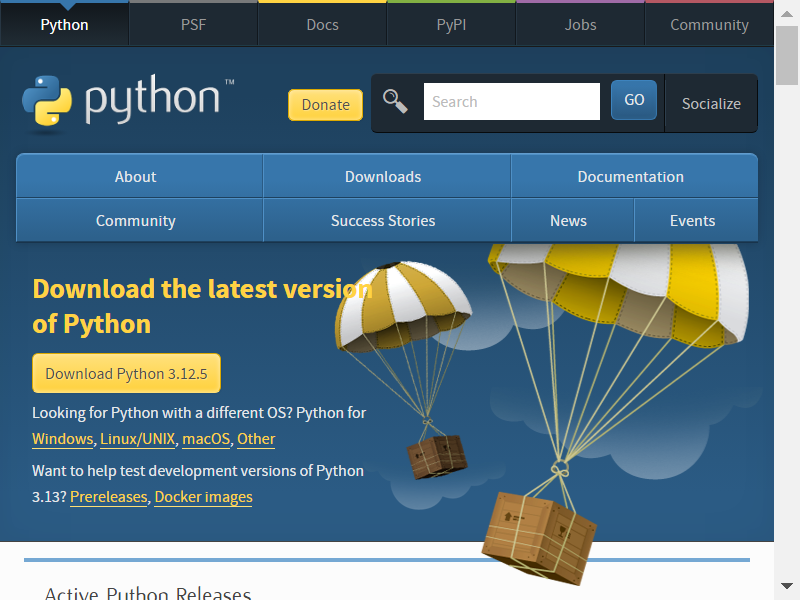 Python PSF Docs PyPI Jobs Community
python™ Donate Search GO Socialize
About Downloads Documentation
Community Success Stories News Events
Download the latest version
of Python
Download Python 3.12.5
Looking for Python with a different OS? Python for
Windows, Linux/UNIX, macOS, Other
Want to help test development versions of Python
3.13? Prereleases, Docker images
Active Python Releases